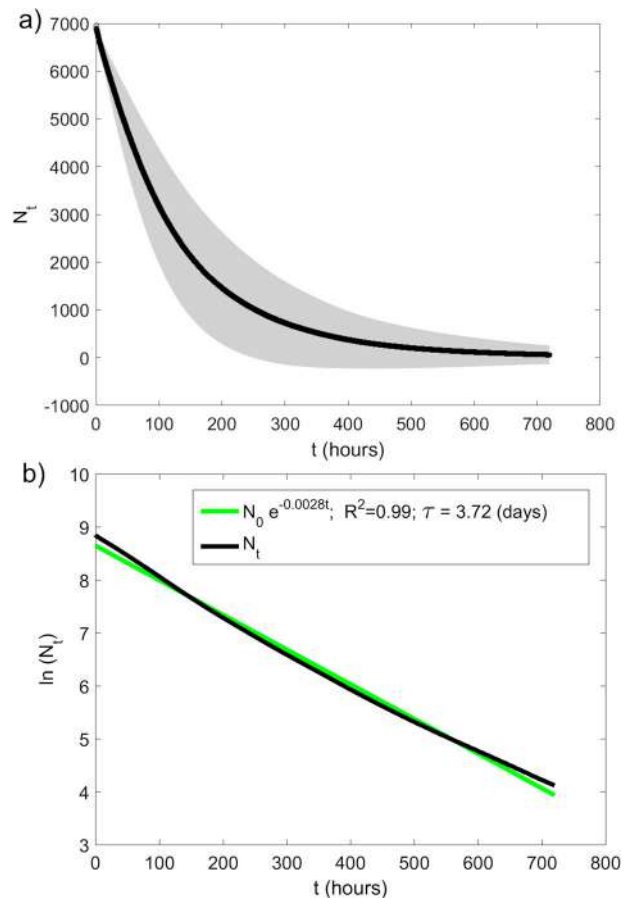 a)
7000
6000
5000
4000
3000
2000
1000
0
-1000
N_t
0 100 200 300 400 500 600 700 800
t (hours)
b)
10
9
8
7
6
5
4
3
ln (N_t)
N_0 e^-0.0028t; R^2=0.99; τ = 3.72 (days)
N_t
0 100 200 300 400 500 600 700 800
t (hours)